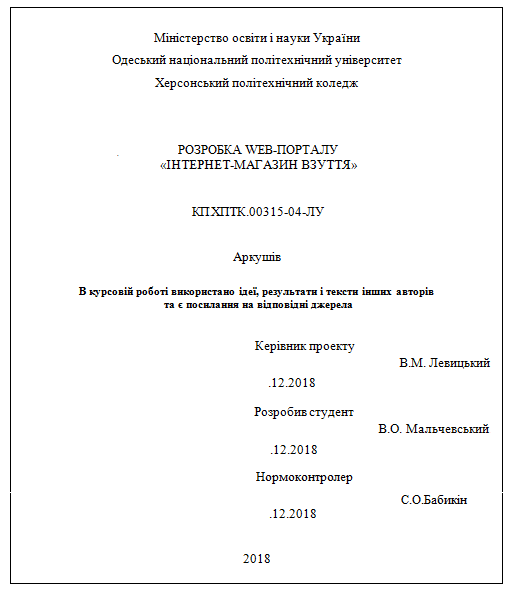 Міністерство освіти і науки України
Одеський національний політехнічний університет
Херсонський політехнічний коледж
РОЗРОБКА WEB-ПОРТАЛУ
«ІНТЕРНЕТ-МАГАЗИН ВЗУТТЯ»
КП.ХПТК.00315-04-ЛУ
Аркушів
В курсовій роботі використано ідеї, результати і тексти інших авторів
та є посилання на відповідні джерела
Керівник проекту
В.М. Левицький
.12.2018
Розробив студент
В.О. Мальчевський
.12.2018
Нормоконтролер
С.О.Бабикін
.12.2018
2018